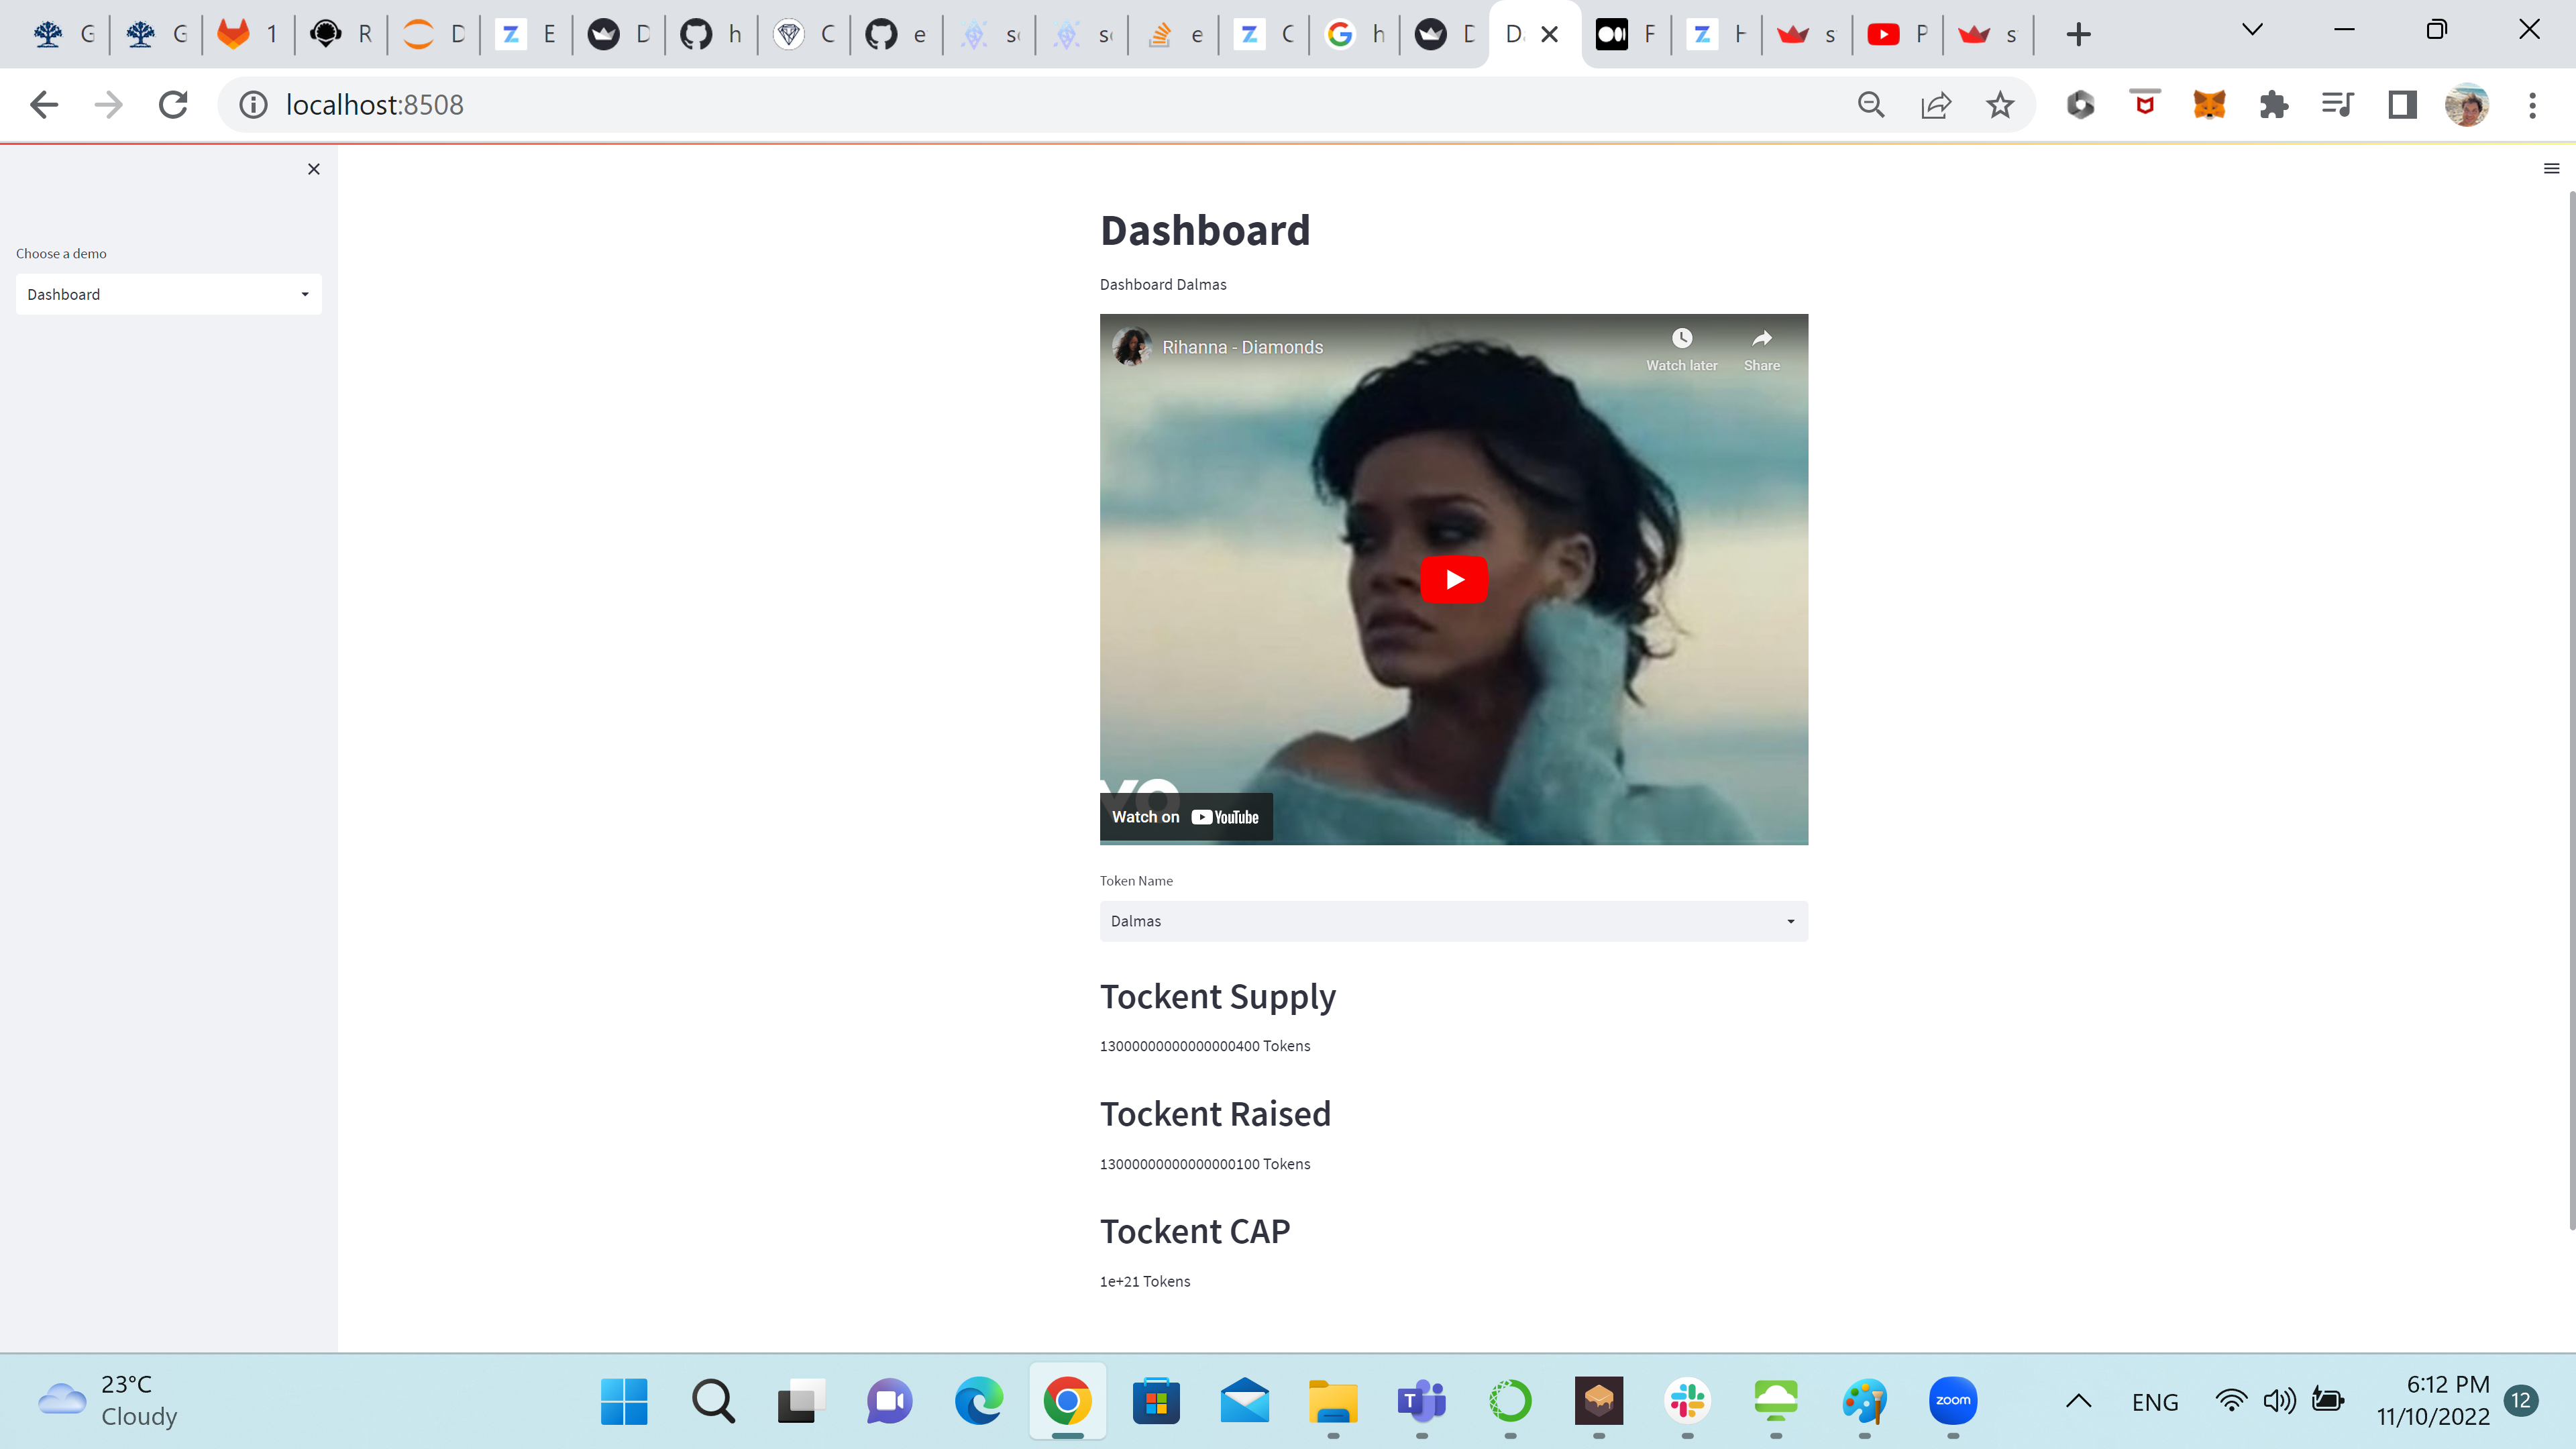 G
G
1
R
D
E
D
h
C
e
e
C
h
D
F
H
s
P
s
localhost:8508
Choose a demo
Dashboard
Dashboard
Dashboard Dalmas
Rihanna - Diamonds
Watch later
Share
Watch on YouTube
Token Name
Dalmas
Tockent Supply
13000000000000000400 Tokens
Tockent Raised
13000000000000000100 Tokens
Tockent CAP
1e+21 Tokens
23°C
Cloudy
zoom
ENG
6:12 PM
11/10/2022
12